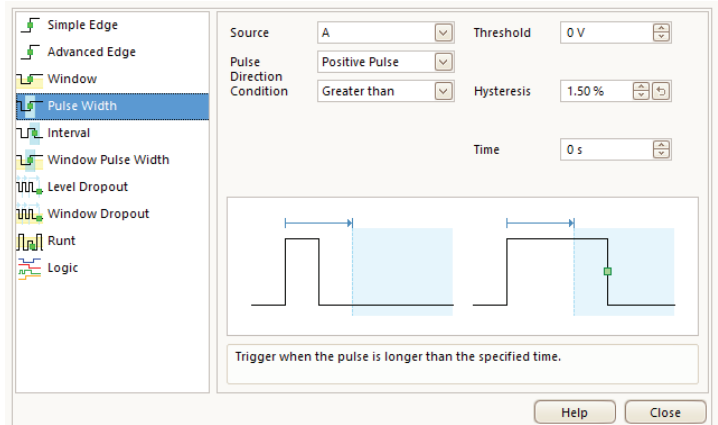 Simple Edge
Advanced Edge
Window
Pulse Width
Interval
Window Pulse Width
Level Dropout
Window Dropout
Runt
Logic
Source A Threshold 0 V
Pulse Direction Positive Pulse
Condition Greater than Hysteresis 1.50 %
Time 0 s
Trigger when the pulse is longer than the specified time.
Help Close